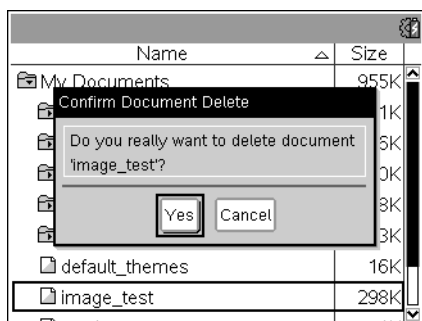 Name Size
My Documents 955K
Confirm Document Delete
1K
Do you really want to delete document
6K
'image_test'?
0K
8K
Yes Cancel
3K
default_themes 16K
image_test 298K